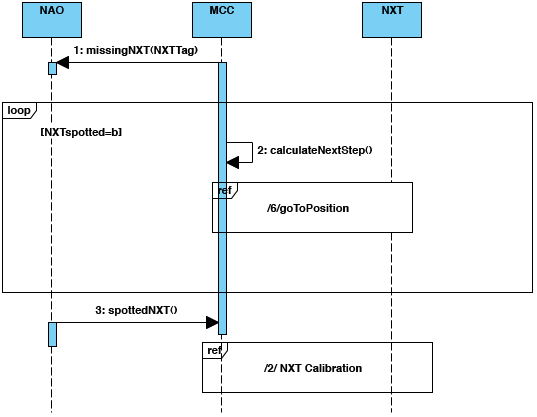 NAO
MCC
NXT
1: missingNXT(NXTTag)
loop
[NXTspotted=b]
2: calculateNextStep()
ref
/6/goToPosition
3: spottedNXT()
ref
/2/ NXT Calibration